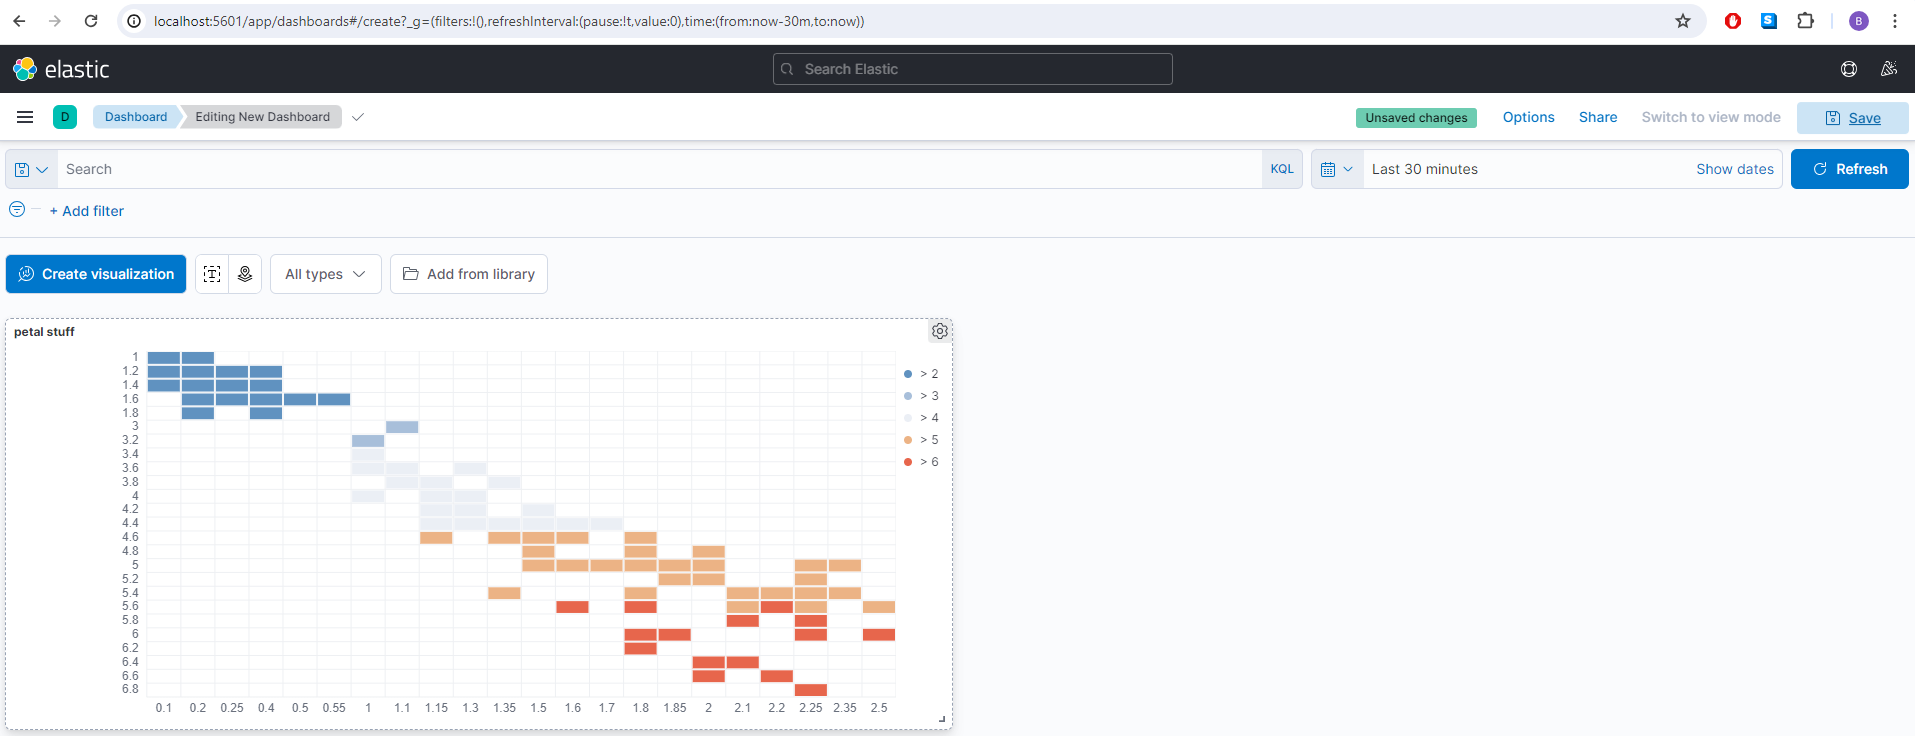 localhost:5601/app/dashboards#/create?_g=(filters:!(),refreshInterval:(pause:!t,value:0),time:(from:now-30m,to:now))
B
elastic
Search Elastic
D
Dashboard
Editing New Dashboard
Unsaved changes
Options
Share
Switch to view mode
Save
Search
KQL
Last 30 minutes
Show dates
Refresh
+ Add filter
Create visualization
All types
Add from library
petal stuff
1
1.2
1.4
1.6
1.8
3
3.2
3.4
3.6
3.8
4
4.2
4.4
4.6
4.8
5
5.2
5.4
5.6
5.8
6
6.2
6.4
6.6
6.8
0.1 0.2 0.25 0.4 0.5 0.55 1 1.1 1.15 1.3 1.35 1.5 1.6 1.7 1.8 1.85 2 2.1 2.2 2.25 2.35 2.5
> 2
> 3
> 4
> 5
> 6